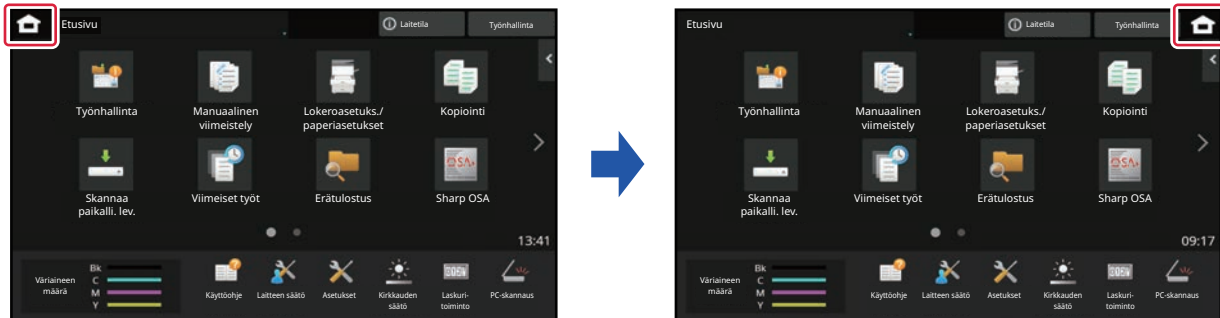 Etusivu
Laitetila
Työnhallinta
Työnhallinta
Manuaalinen
viimeistely
Lokeroasetuks./
paperiasetukset
Kopiointi
Skannaa
paikalli. lev.
Viimeiset työt
Erätulostus
OSA
Sharp OSA
13:41
Väriaineen
määrä
Bk
C
M
Y
Käyttöohje
Laitteen säätö
Asetukset
Kirkkauden
säätö
Laskuri-
toiminto
PC-skannaus
Etusivu
Laitetila
Työnhallinta
Työnhallinta
Manuaalinen
viimeistely
Lokeroasetuks./
paperiasetukset
Kopiointi
Skannaa
paikalli. lev.
Viimeiset työt
Erätulostus
OSA
Sharp OSA
09:17
Väriaineen
määrä
Bk
C
M
Y
Käyttöohje
Laitteen säätö
Asetukset
Kirkkauden
säätö
Laskuri-
toiminto
PC-skannaus